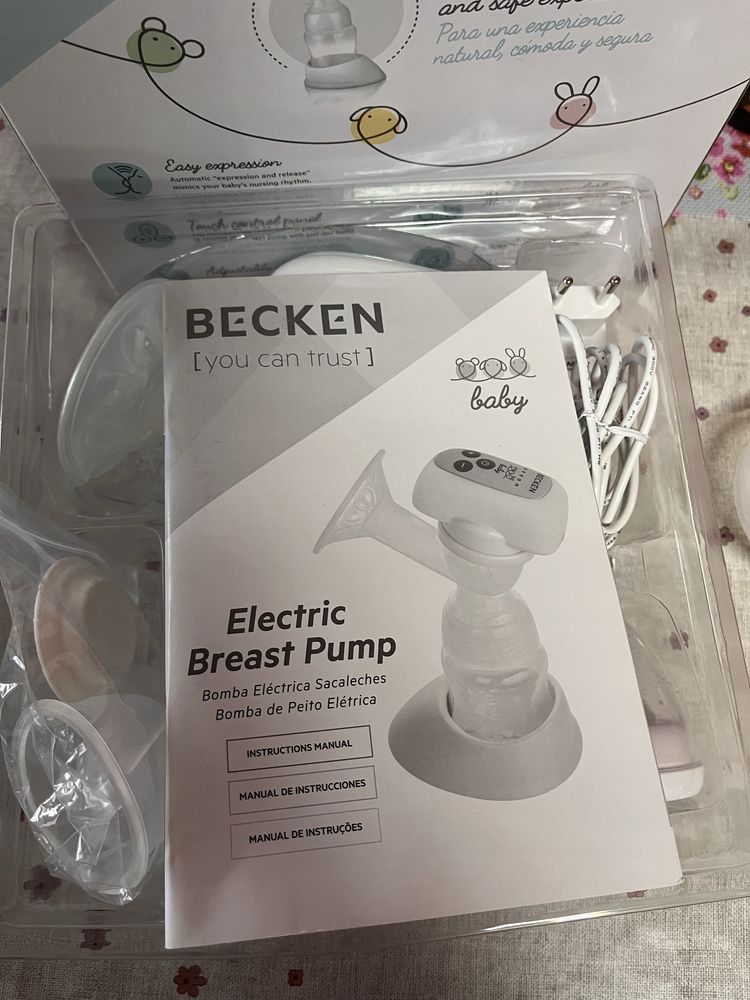 and safe
Para una experiencia
natural, cómoda y segura
Easy expression
Automatic "expression and release"
mimics your baby's nursing rhythm.
Touch control panel
Adjustable
BECKEN
[you can trust]
baby
BECKEN
Electric
Breast Pump
Bomba Eléctrica Sacaleches
Bomba de Peito Elétrica
INSTRUCTIONS MANUAL
MANUAL DE INSTRUCCIONES
MANUAL DE INSTRUÇÕES